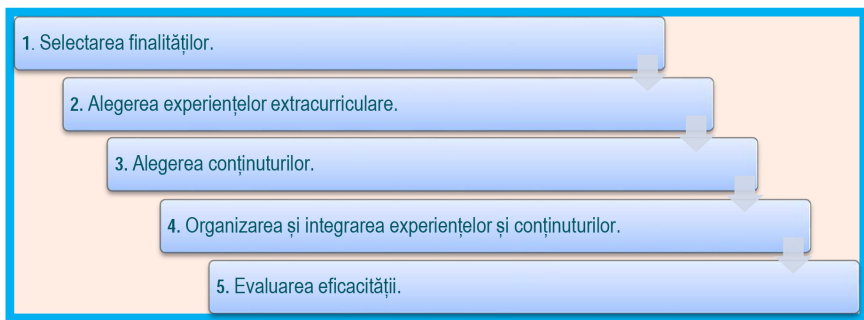 1. Selectarea finalităților.
2. Alegerea experiențelor extracurriculare.
3. Alegerea conținuturilor.
4. Organizarea și integrarea experiențelor și conținuturilor.
5. Evaluarea eficacității.